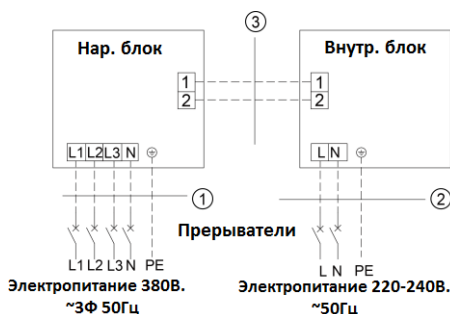 ③
Нар. блок
Внутр. блок
1
1
2
2
L1 L2 L3 N
L N
①
②
Прерыватели
L1 L2 L3 N PE
L N PE
Электропитание 380В.
~3Ф 50Гц
Электропитание 220-240В.
~50Гц